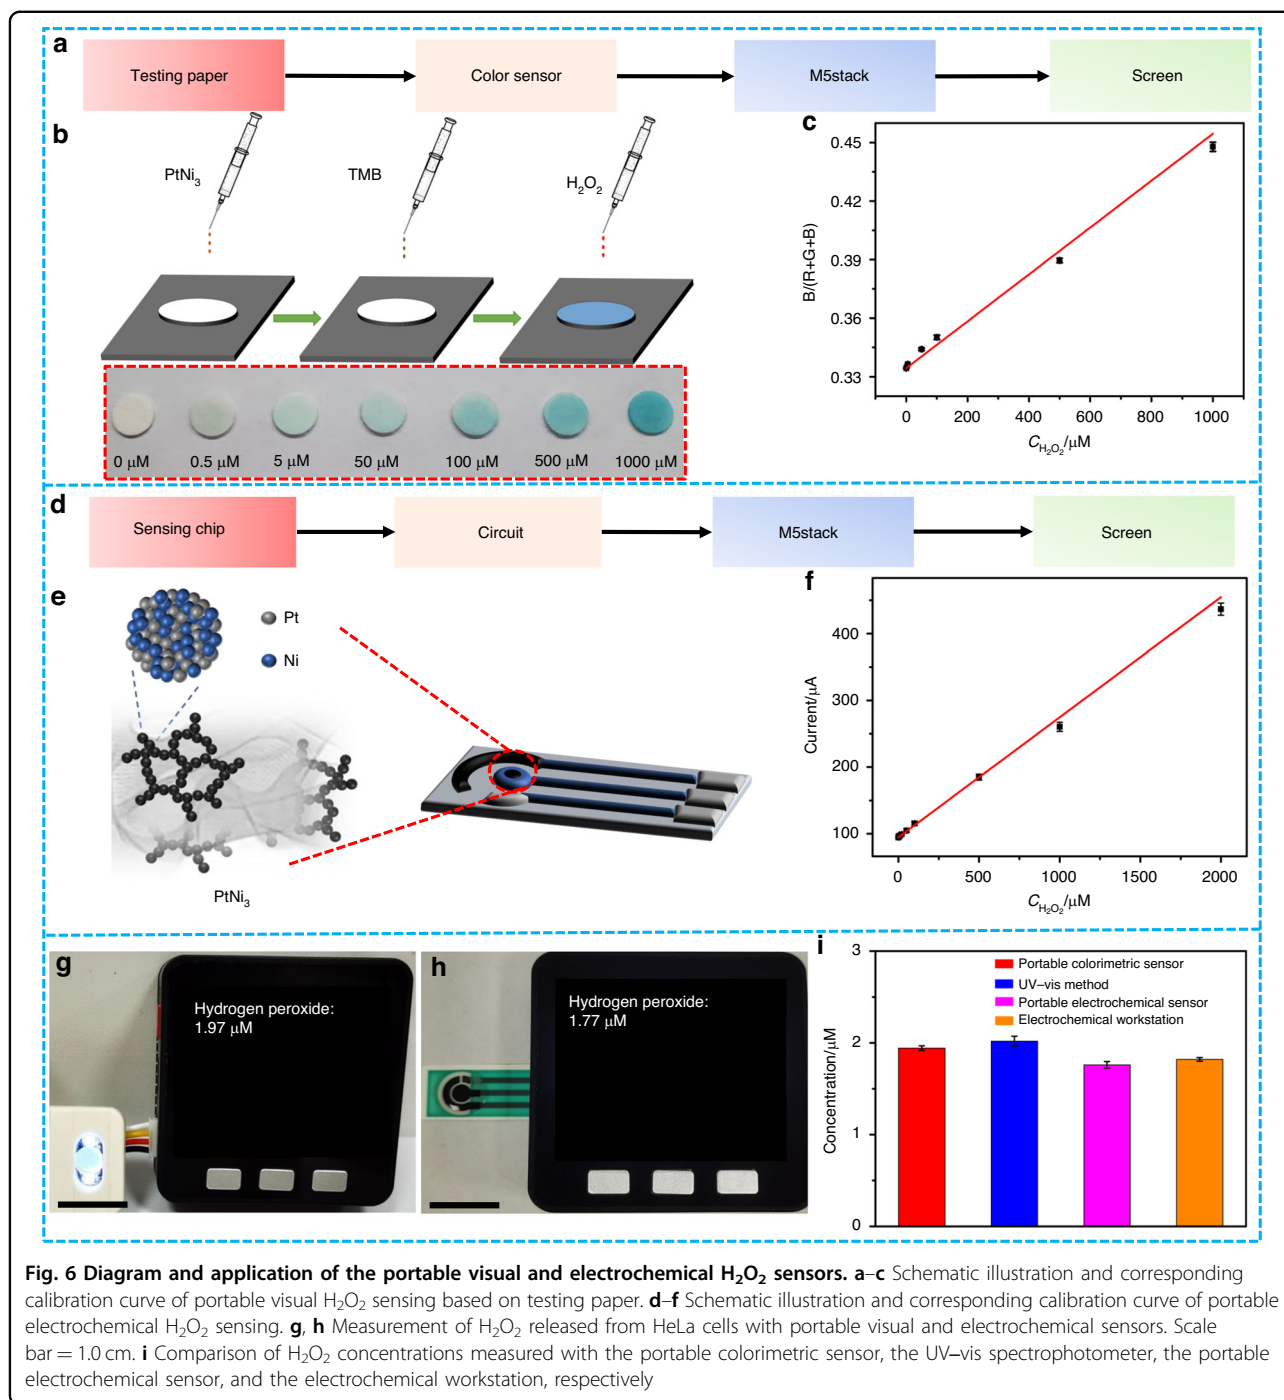 a
Testing paper
Color sensor
M5stack
Screen
b
PtNi₃
TMB
H₂O₂
0 μM
0.5 μM
5 μM
50 μM
100 μM
500 μM
1000 μM
c
B/(R+G+B)
0.45
0.42
0.39
0.36
0.33
0
200
400
600
800
1000
C_H₂O₂/μM
d
Sensing chip
Circuit
M5stack
Screen
e
Pt
Ni
PtNi₃
f
Current/μA
400
300
200
100
0
500
1000
1500
2000
C_H₂O₂/μM
g
Hydrogen peroxide:
1.97 μM
h
Hydrogen peroxide:
1.77 μM
i
Concentration/μM
3
2
1
0
Portable colorimetric sensor
UV–vis method
Portable electrochemical sensor
Electrochemical workstation
Fig. 6 Diagram and application of the portable visual and electrochemical H₂O₂ sensors. a–c Schematic illustration and corresponding
calibration curve of portable visual H₂O₂ sensing based on testing paper. d–f Schematic illustration and corresponding calibration curve of portable
electrochemical H₂O₂ sensing. g, h Measurement of H₂O₂ released from HeLa cells with portable visual and electrochemical sensors. Scale
bar = 1.0 cm. i Comparison of H₂O₂ concentrations measured with the portable colorimetric sensor, the UV–vis spectrophotometer, the portable
electrochemical sensor, and the electrochemical workstation, respectively